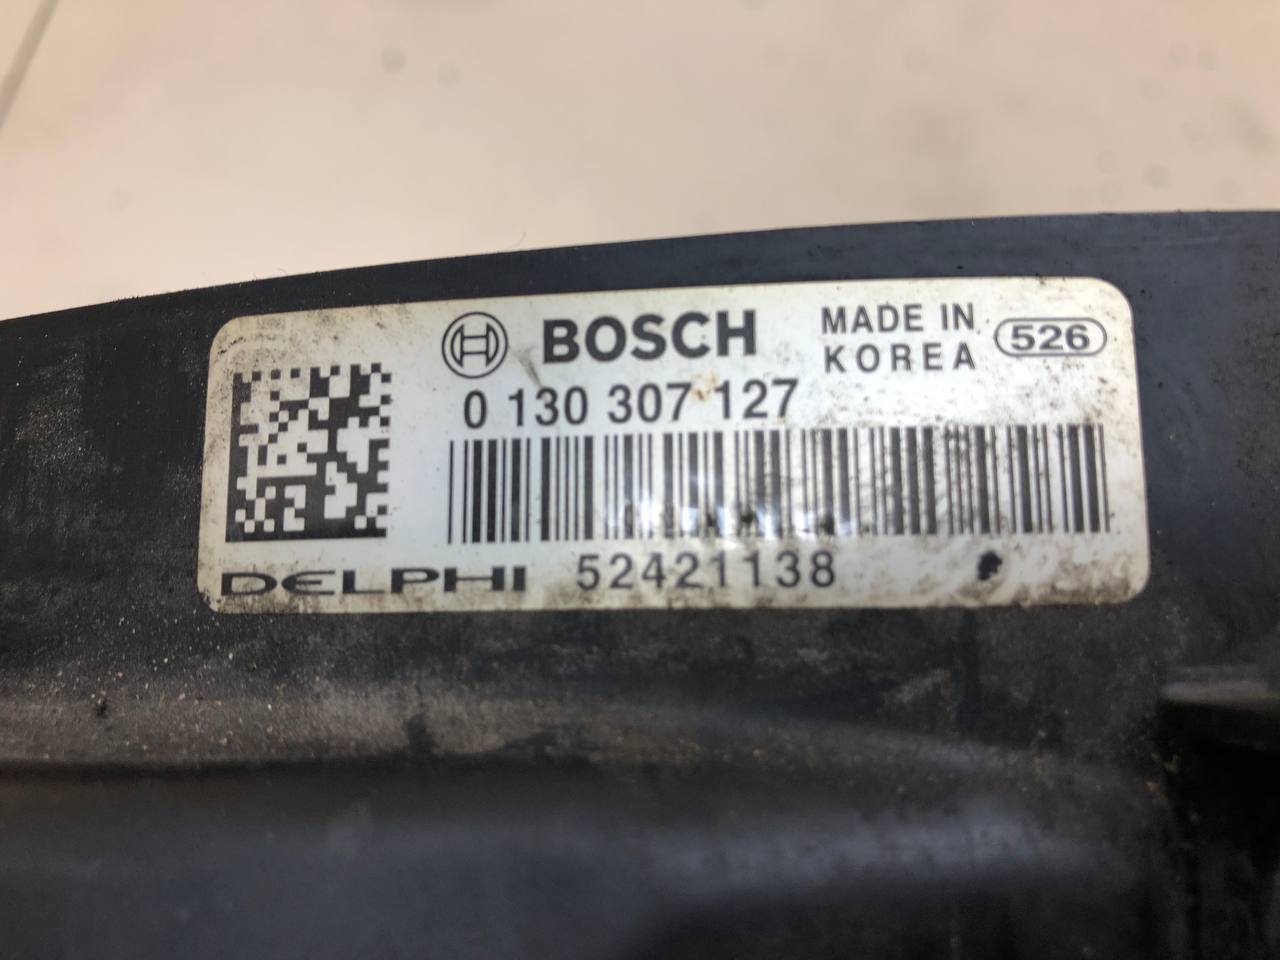 BOSCH
MADE IN
KOREA
526
0 130 307 127
DELPHI 52421138